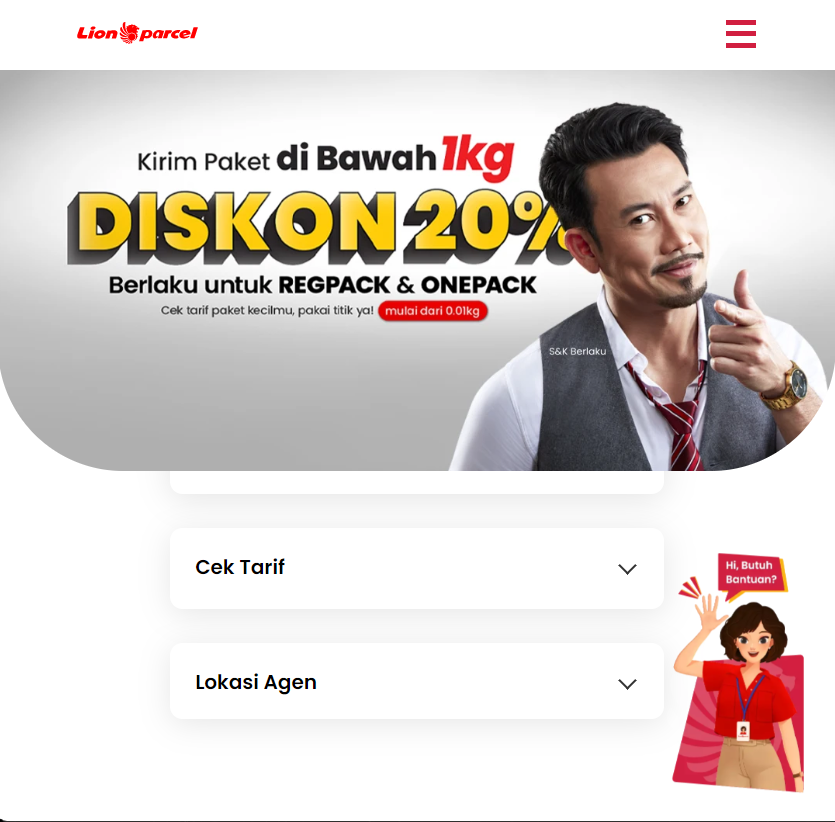 Lion parcel
Kirim Paket di Bawah 1kg
DISKON 20%
Berlaku untuk REGPACK & ONEPACK
Cek tarif paket kecilmu, pakai titik ya! mulai dari 0.01kg
S&K Berlaku
Cek Tarif
Hi, Butuh
Bantuan?
Lokasi Agen